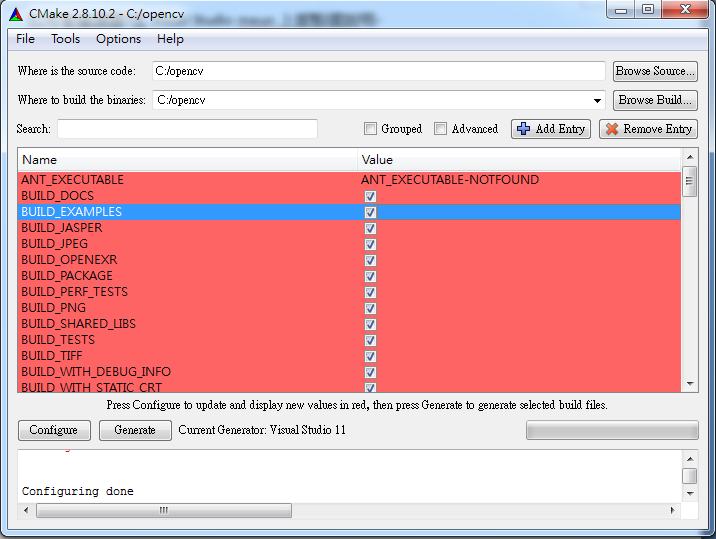 CMake 2.8.10.2 - C:/opencv
File Tools Options Help
Where is the source code: C:/opencv Browse Source...
Where to build the binaries: C:/opencv Browse Build...
Search: Grouped Advanced Add Entry Remove Entry
Name Value
ANT_EXECUTABLE ANT_EXECUTABLE-NOTFOUND
BUILD_DOCS
BUILD_EXAMPLES
BUILD_JASPER
BUILD_JPEG
BUILD_OPENEXR
BUILD_PACKAGE
BUILD_PERF_TESTS
BUILD_PNG
BUILD_SHARED_LIBS
BUILD_TESTS
BUILD_TIFF
BUILD_WITH_DEBUG_INFO
BUILD_WITH_STATIC_CRT
Press Configure to update and display new values in red, then press Generate to generate selected build files.
Configure Generate Current Generator: Visual Studio 11
Configuring done